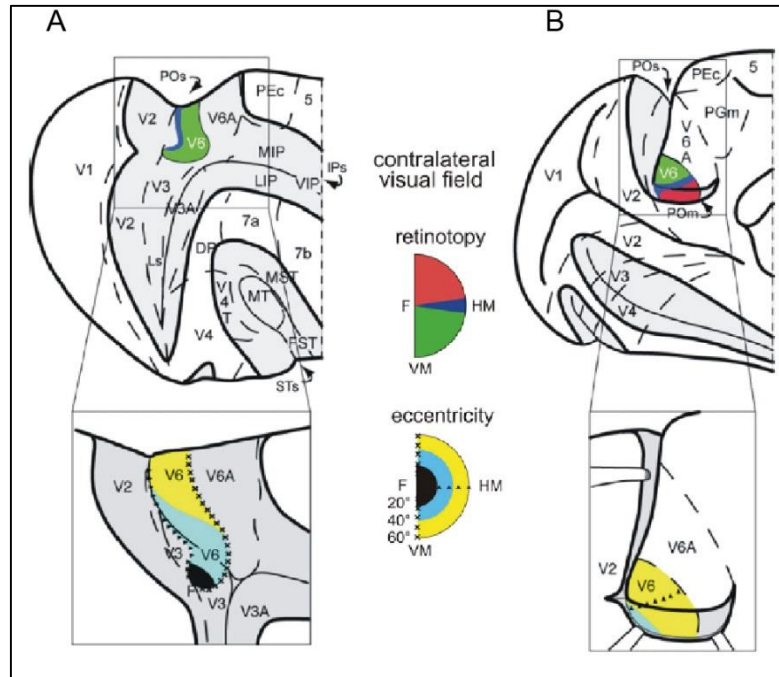 A
POs
PEc
5
V2
V6A
V6
V1
MIP
IPs
LIP
VIP
V3
V3A
V2
7a
DP
7b
Ls
MST
V4T
MT
V4
FST
STs
contralateral
visual field
retinotopy
F
HM
VM
eccentricity
F
HM
20°
40°
60°
VM
V6
V6A
V2
V3
V6
F
V3
V3A
B
POs
PEc
5
PGm
V6A
V1
V6
V2
POm
V2
V3
V4
V6A
V2
V6